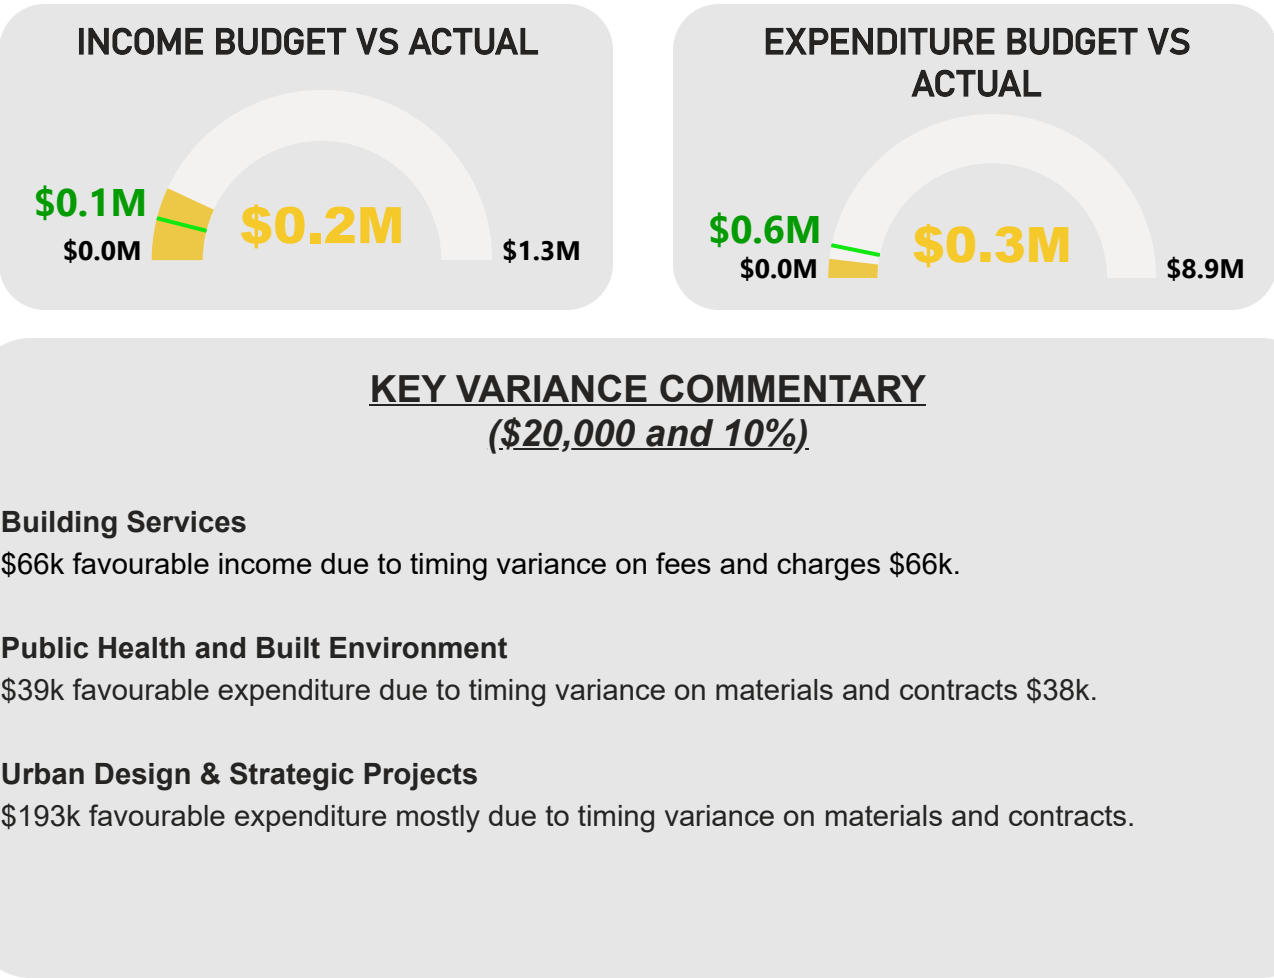 INCOME BUDGET VS ACTUAL
$0.1M
$0.0M
$0.2M
$1.3M
EXPENDITURE BUDGET VS
ACTUAL
$0.6M
$0.0M
$0.3M
$8.9M
KEY VARIANCE COMMENTARY
($20,000 and 10%)
Building Services
$66k favourable income due to timing variance on fees and charges $66k.
Public Health and Built Environment
$39k favourable expenditure due to timing variance on materials and contracts $38k.
Urban Design & Strategic Projects
$193k favourable expenditure mostly due to timing variance on materials and contracts.